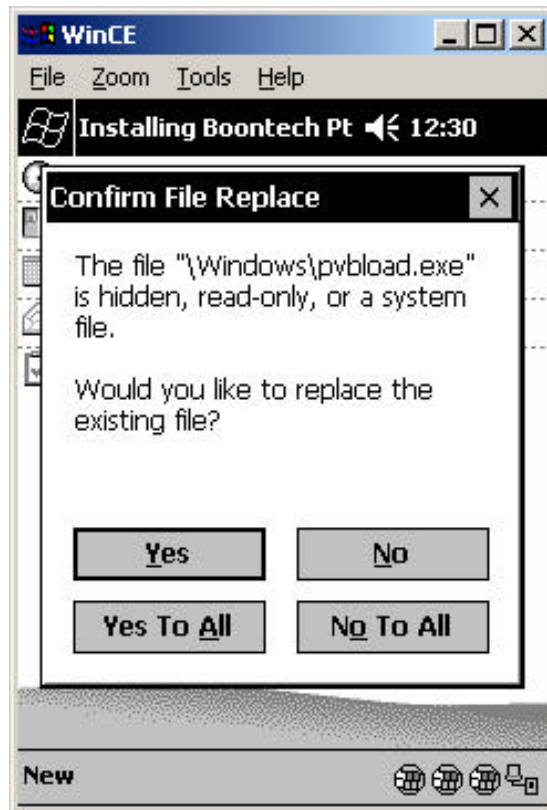 WinCE
File Zoom Tools Help
Installing Boontech Pt 12:30
Confirm File Replace
The file "\Windows\pvbload.exe"
is hidden, read-only, or a system
file.
Would you like to replace the
existing file?
Yes No
Yes To All No To All
New